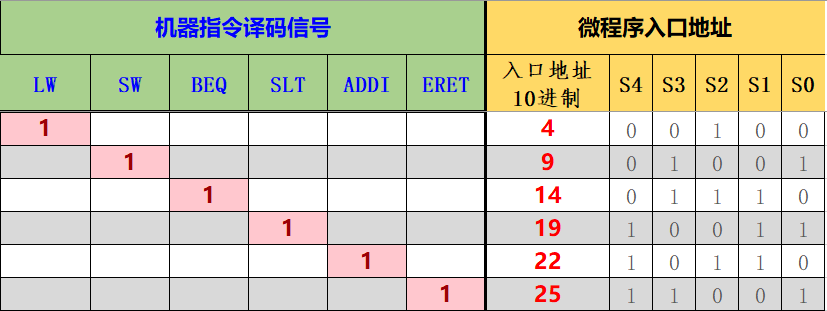 机器指令译码信号 微程序入口地址
LW SW BEQ SLT ADDI ERET 入口地址 10进制 S4 S3 S2 S1 S0
1 4 0 0 1 0 0
1 9 0 1 0 0 1
1 14 0 1 1 1 0
1 19 1 0 0 1 1
1 22 1 0 1 1 0
1 25 1 1 0 0 1